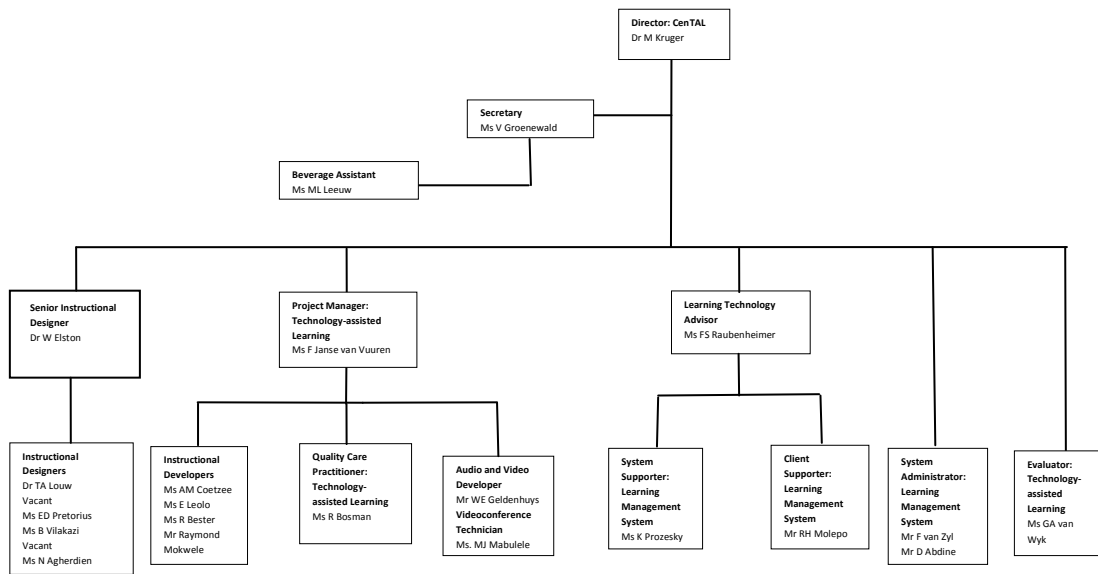 Director: CenTAL
Dr M Kruger
Secretary
Ms V Groenewald
Beverage Assistant
Ms ML Leeuw
Senior Instructional
Designer
Dr W Elston
Project Manager:
Technology-assisted
Learning
Ms F Janse van Vuuren
Learning Technology
Advisor
Ms FS Raubenheimer
Instructional
Designers
Dr TA Louw
Vacant
Ms ED Pretorius
Ms B Vilakazi
Vacant
Ms N Agherdien
Instructional
Developers
Ms AM Coetzee
Ms E Leolo
Ms R Bester
Mr Raymond
Mokwele
Quality Care
Practitioner:
Technology-
assisted Learning
Ms R Bosman
Audio and Video
Developer
Mr WE Geldenhuys
Videoconference
Technician
Ms. MJ Mabulele
System
Supporter:
Learning
Management
System
Ms K Prozesky
Client
Supporter:
Learning
Management
System
Mr RH Molepo
System
Administrator:
Learning
Management
System
Mr F van Zyl
Mr D Abdine
Evaluator:
Technology-
assisted
Learning
Ms GA van
Wyk